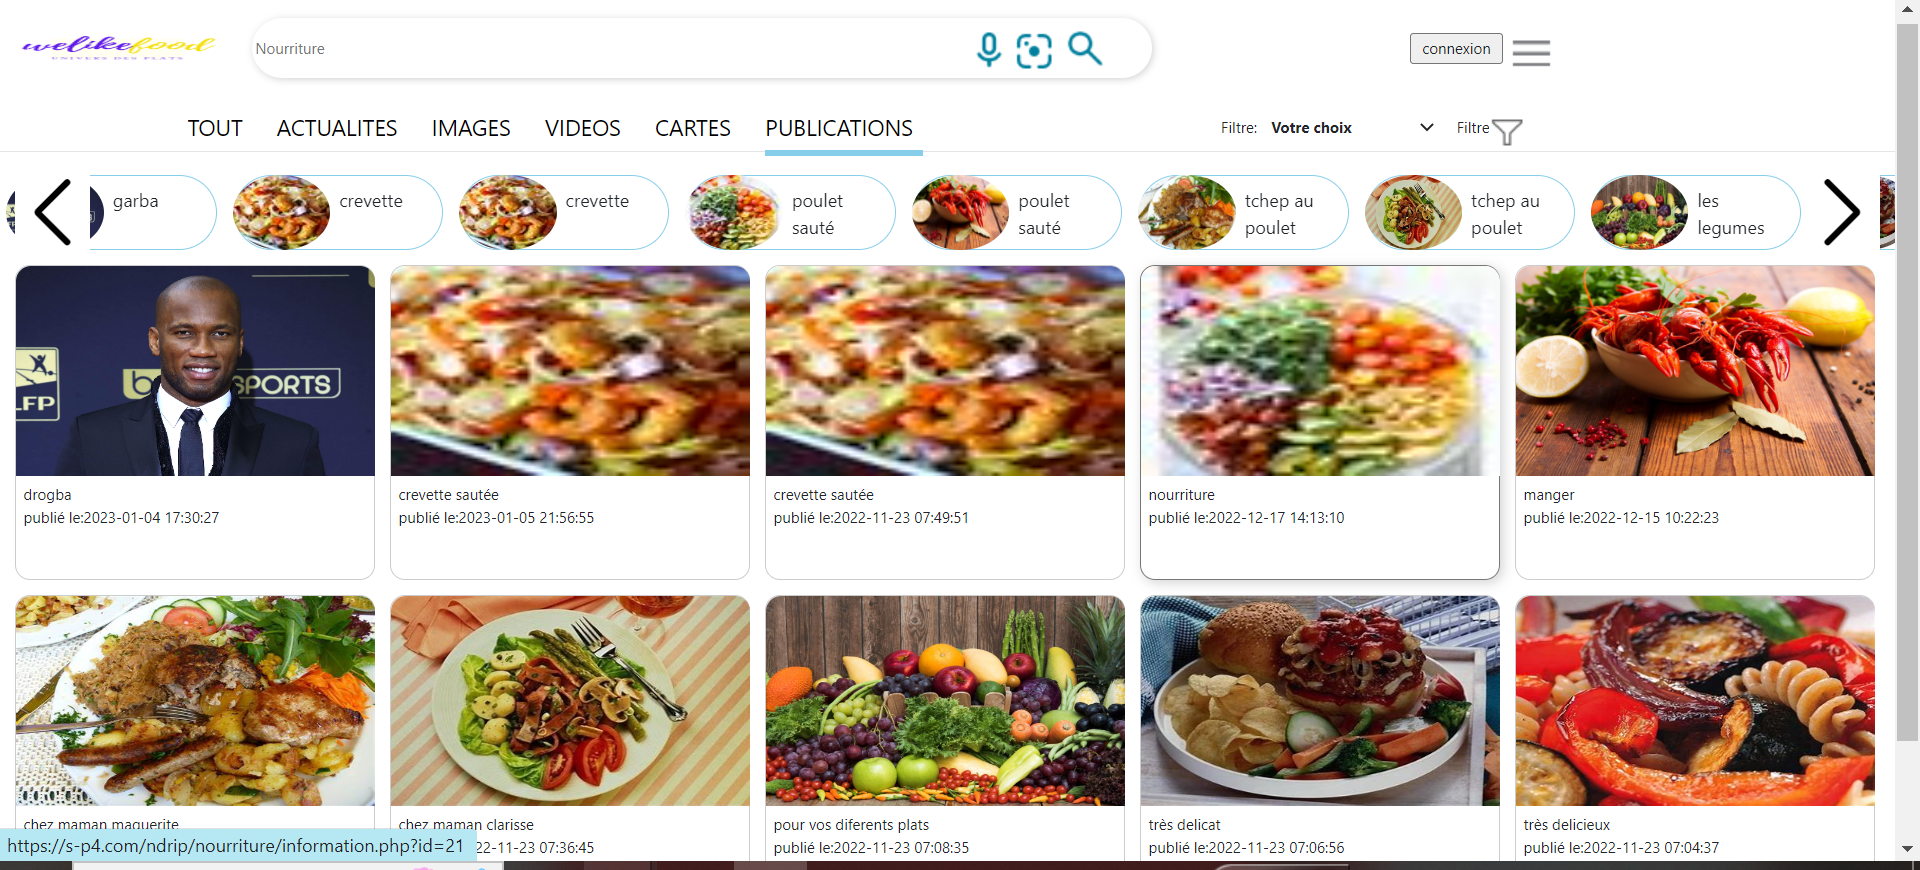 welikefood
UNIVERS DES PLATS
Nourriture
connexion
TOUT ACTUALITES IMAGES VIDEOS CARTES PUBLICATIONS
Filtre: Votre choix Filtre
garba
crevette
crevette
poulet
sauté
poulet
sauté
tchep au
poulet
tchep au
poulet
les
legumes
LFP
SPORTS
drogba
publié le:2023-01-04 17:30:27
crevette sautée
publié le:2023-01-05 21:56:55
crevette sautée
publié le:2022-11-23 07:49:51
nourriture
publié le:2022-12-17 14:13:10
manger
publié le:2022-12-15 10:22:23
chez maman maguerite
chez maman clarisse
22-11-23 07:36:45
pour vos diferents plats
publié le:2022-11-23 07:08:35
très delicat
publié le:2022-11-23 07:06:56
très delicieux
publié le:2022-11-23 07:04:37
https://s-p4.com/ndrip/nourriture/information.php?id=21